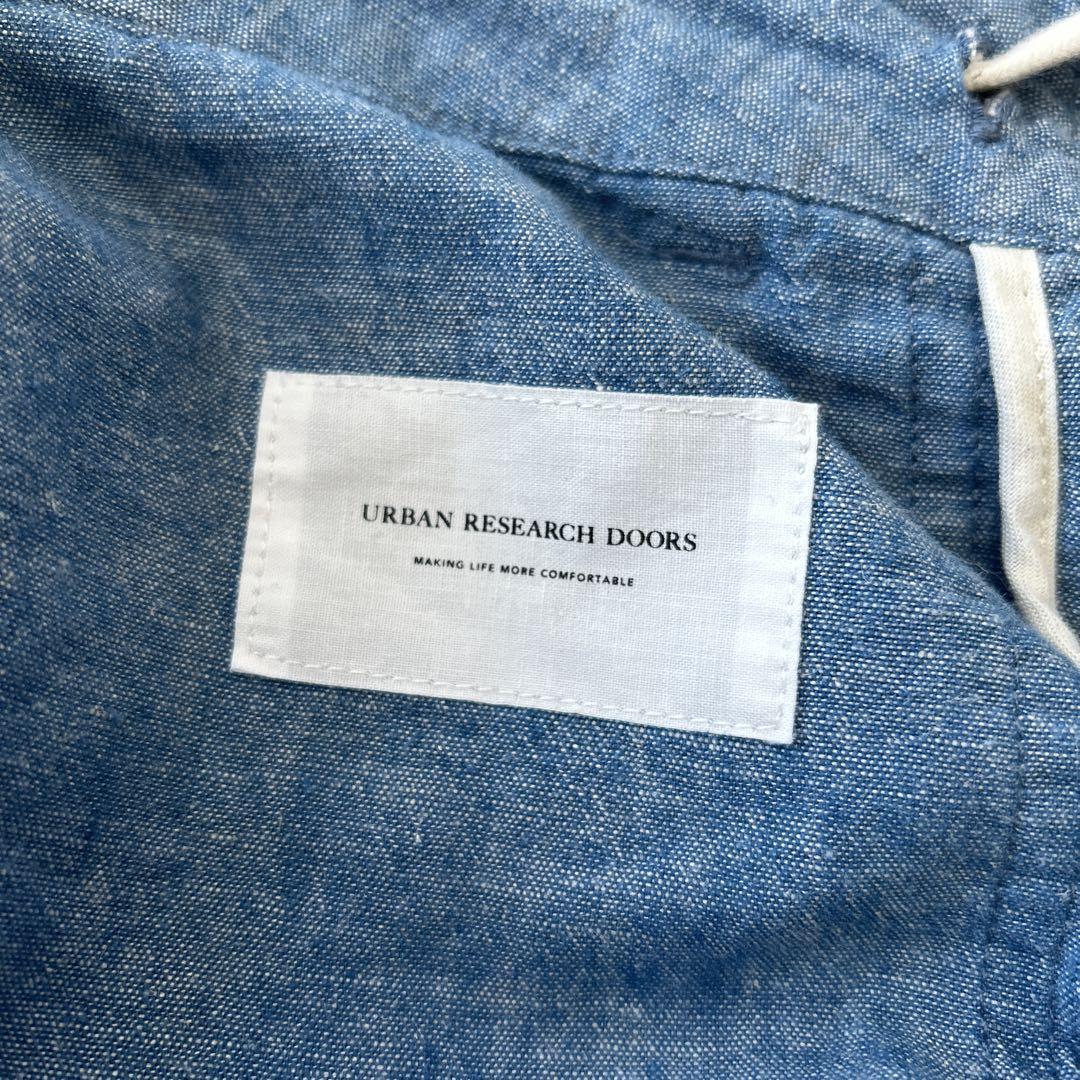 URBAN RESEARCH DOORS
MAKING LIFE MORE COMFORTABLE